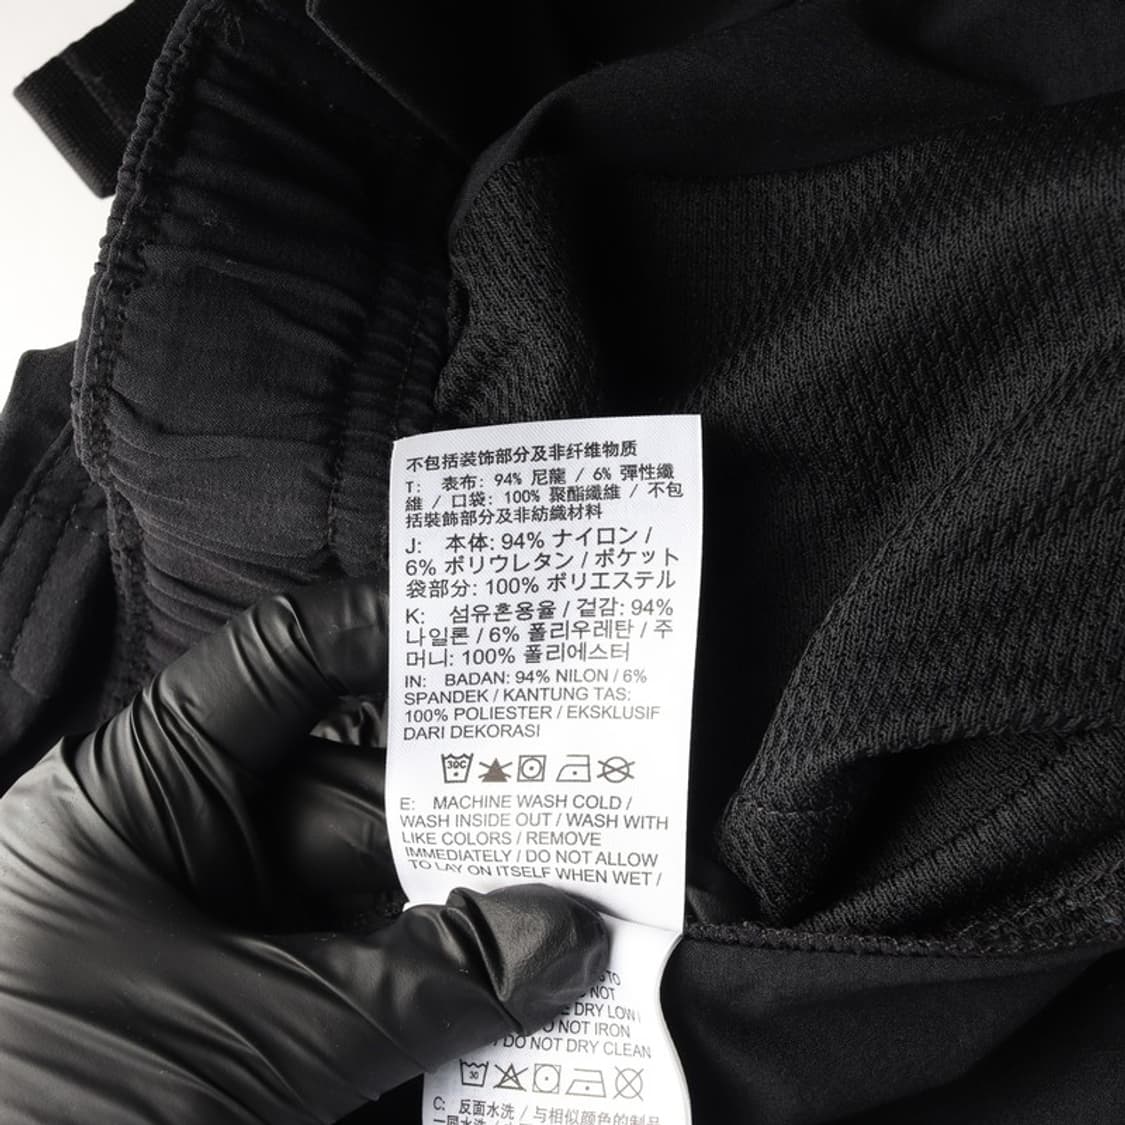 不包括装饰部分及非纤维物质
T: 表布: 94% 尼龍 / 6% 彈性纖
維 / 口袋: 100% 聚酯纖維 / 不包
括裝飾部分及非紡織材料
J: 本体: 94% ナイロン /
6% ポリウレタン / ポケット
袋部分: 100% ポリエステル
K: 섬유혼용율 / 겉감: 94%
나일론 / 6% 폴리우레탄 / 주
머니: 100% 폴리에스터
IN: BADAN: 94% NILON / 6%
SPANDEK / KANTUNG TAS:
100% POLIESTER / EKSKLUSIF
DARI DEKORASI
30C
E: MACHINE WASH COLD /
WASH INSIDE OUT / WASH WITH
LIKE COLORS / REMOVE
IMMEDIATELY / DO NOT ALLOW
TO LAY ON ITSELF WHEN WET /
NOT
DRY LOW /
NOT IRON
/ DO NOT DRY CLEAN
30
C: 反面水洗 / 与相似颜色的制品